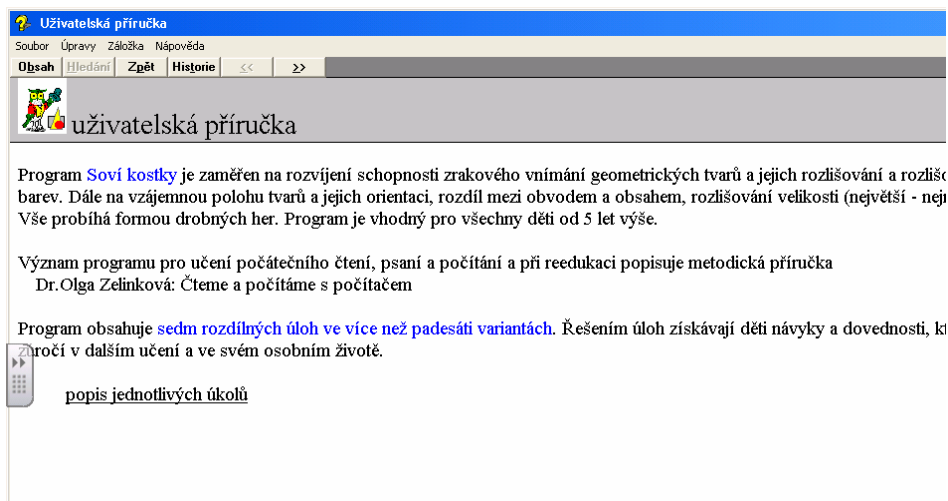 Uživatelská příručka
Soubor Úpravy Záložka Nápověda
Obsah Hledání Zpět Historie << >>
uživatelská příručka
Program Soví kostky je zaměřen na rozvíjení schopnosti zrakového vnímání geometrických tvarů a jejich rozlišování a
barev. Dále na vzájemnou polohu tvarů a jejich orientaci, rozdíl mezi obvodem a obsahem, rozlišování velikosti (největší -
Vše probíhá formou drobných her. Program je vhodný pro všechny děti od 5 let výše.
Význam programu pro učení počátečního čtení, psaní a počítání a při reedukaci popisuje metodická příručka
Dr.Olga Zelinková: Čteme a počítáme s počítačem
Program obsahuje sedm rozdílných úloh ve více než padesáti variantách. Řešením úloh získávají děti návyky a dovednosti,
v dalším učení a ve svém osobním životě.
popis jednotlivých úkolů